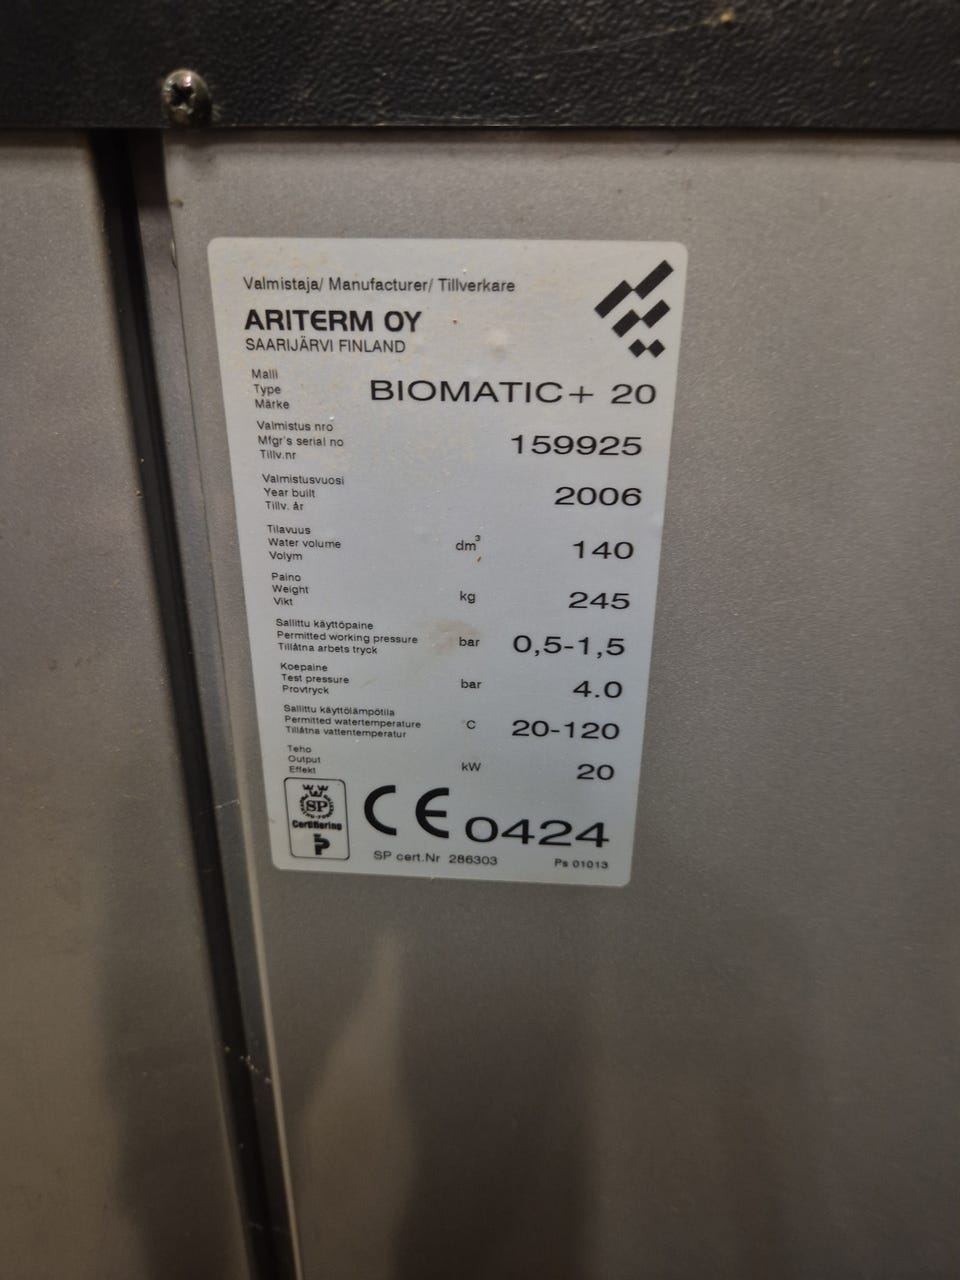 Valmistaja/ Manufacturer/ Tillverkare
ARITERM OY
SAARIJÄRVI FINLAND
Malli
Type
Märke
BIOMATIC+ 20
Valmistus nro
Mfgr's serial no
Tillv.nr
159925
Valmistusvuosi
Year built
Tillv. år
2006
Tilavuus
Water volume
Volym
dm³
140
Paino
Weight
Vikt
kg
245
Sallittu käyttöpaine
Permitted working pressure
Tillåtna arbets tryck
bar
0,5-1,5
Koepaine
Test pressure
Provtryck
bar
4.0
Sallittu käyttölämpötila
Permitted watertemperature
Tillåtna vattentemperatur
°C
20-120
Teho
Output
Effekt
kW
20
SP
Certifiering
P
CE 0424
SP cert.Nr 286303
Ps 01013